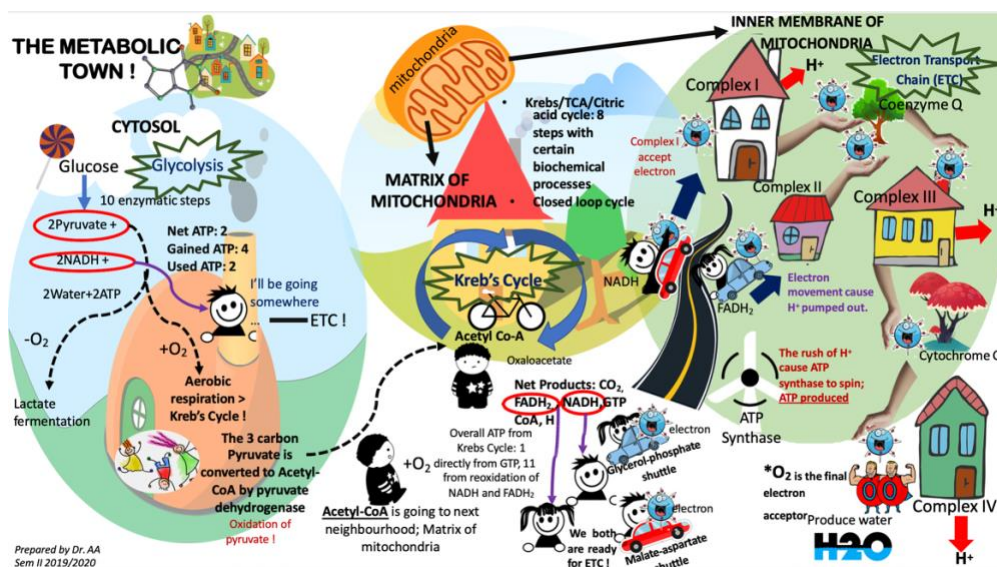 THE METABOLIC
TOWN !
CYTOSOL
Glucose
Glycolysis
10 enzymatic steps
2Pyruvate +
2NADH +
2Water+2ATP
Net ATP: 2
Gained ATP: 4
Used ATP: 2
I'll be going
somewhere
...
ETC !
-O₂
+O₂
Lactate
fermentation
Aerobic
respiration >
Kreb's Cycle !
The 3 carbon
Pyruvate is
converted to Acetyl-
CoA by pyruvate
dehydrogenase
Oxidation of
pyruvate !
Prepared by Dr. AA
Sem II 2019/2020
mitochondria
MATRIX OF
MITOCHONDRIA
• Krebs/TCA/Citric
acid cycle: 8
steps with
certain
biochemical
processes
• Closed loop cycle
Kreb's Cycle
Acetyl Co-A
Oxaloacetate
Net Products: CO₂,
FADH₂, NADH,GTP
CoA, H
Overall ATP from
Krebs Cycle: 1
directly from GTP, 11
from reoxidation of
NADH and FADH₂
+O₂
Acetyl-CoA is going to next
neighbourhood; Matrix of
mitochondria
We both
are ready
for ETC !
electron
Glycerol-phosphate
shuttle
electron
Malate-aspartate
shuttle
INNER MEMBRANE OF
MITOCHONDRIA
Electron Transport
Chain (ETC)
Complex I
H⁺
Coenzyme Q
Complex I
accept
electron
Complex II
Complex III
H⁺
NADH
FADH₂
Electron
movement cause
H⁺ pumped out.
Cytochrome C
The rush of H⁺
cause ATP
synthase to spin;
ATP produced
ATP
Synthase
*O₂ is the final
electron
acceptor
O O
Produce water
H2O
Complex IV
H⁺